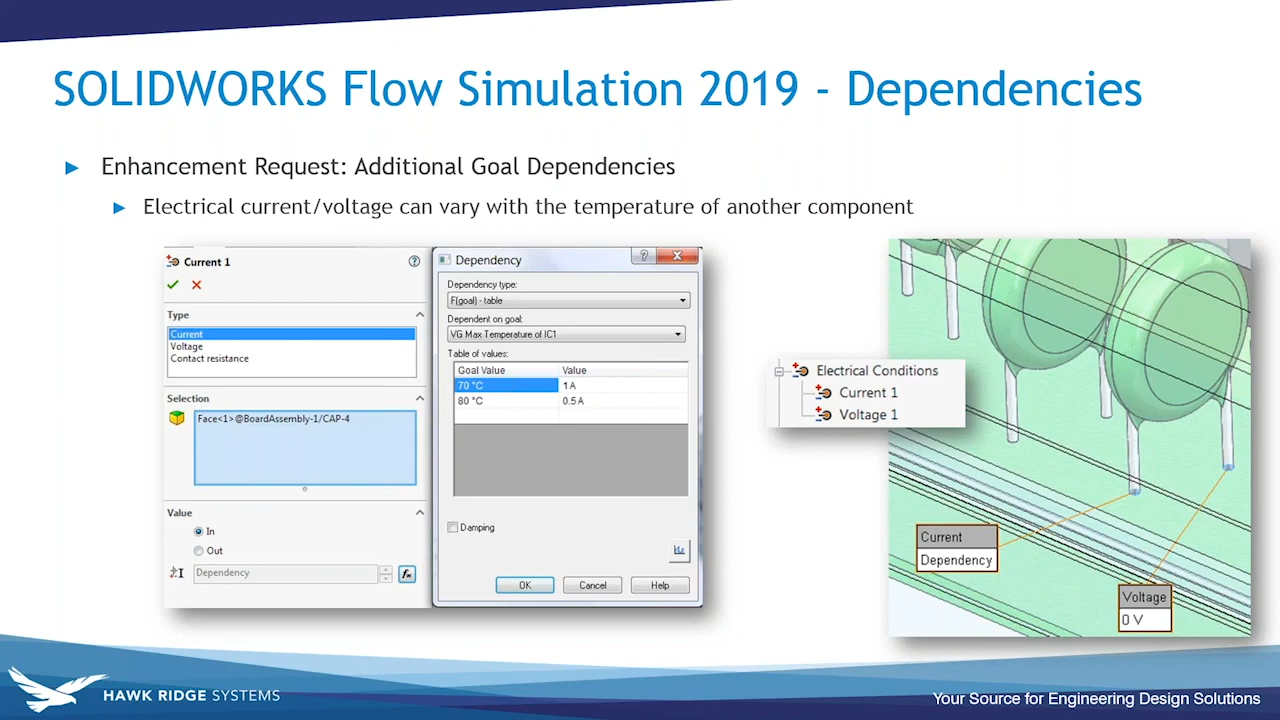 SOLIDWORKS Flow Simulation 2019 - Dependencies
Enhancement Request: Additional Goal Dependencies
Electrical current/voltage can vary with the temperature of another component
Current 1
Type
Current
Voltage
Contact resistance
Selection
Face<1>@BoardAssembly-1/CAP-4
Value
In
Out
Dependency
Dependency
Dependency type:
F(goal) - table
Dependent on goal:
VG Max Temperature of IC1
Table of values:
Goal Value Value
70 °C 1 A
80 °C 0.5 A
Damping
OK Cancel Help
Electrical Conditions
Current 1
Voltage 1
Current
Dependency
Voltage
0 V
HAWK RIDGE SYSTEMS
Your Source for Engineering Design Solutions